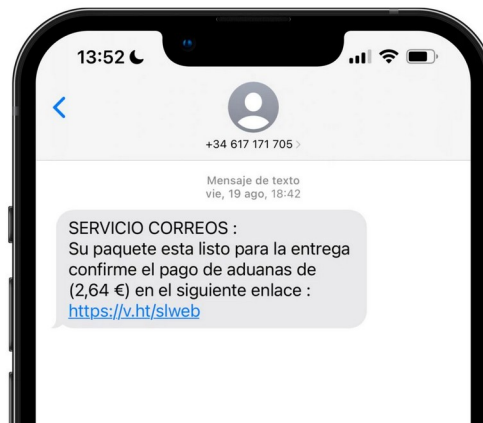 13:52
+34 617 171 705 >
Mensaje de texto
vie, 19 ago, 18:42
SERVICIO CORREOS :
Su paquete esta listo para la entrega
confirme el pago de aduanas de
(2,64 €) en el siguiente enlace :
https://v.ht/slweb